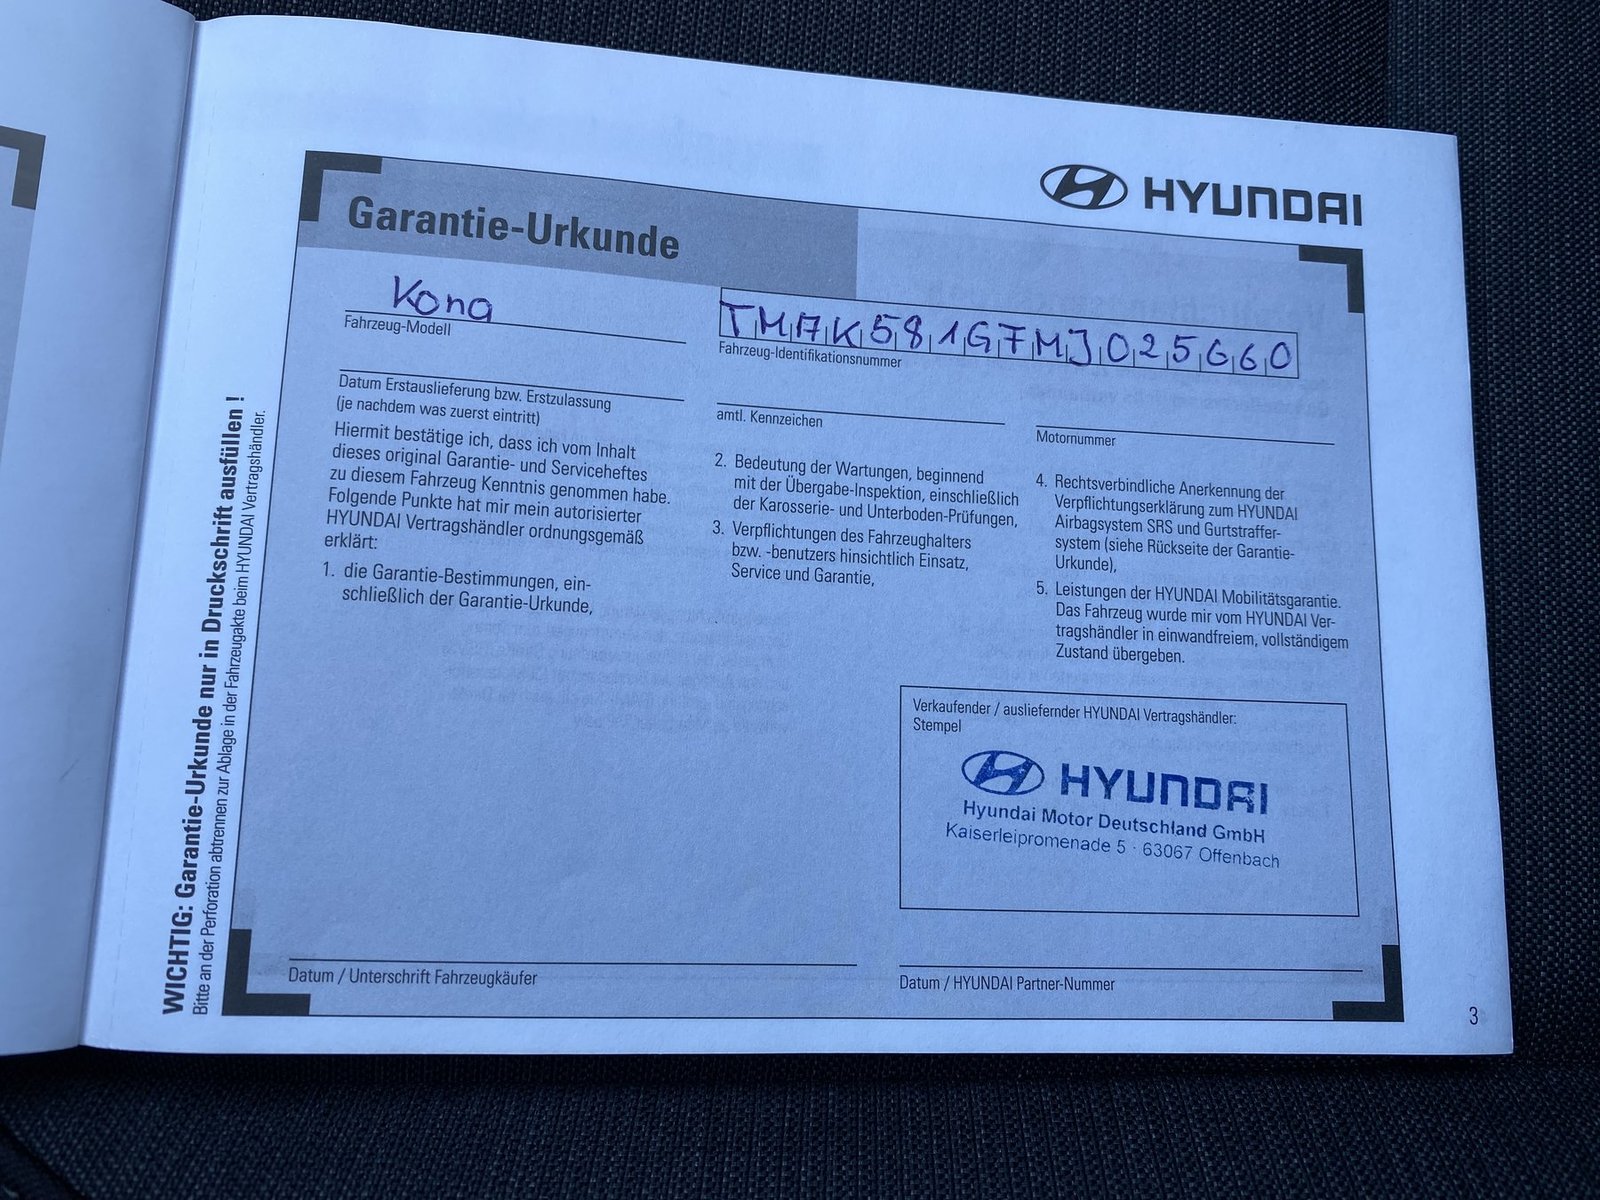 HYUNDAI
Garantie-Urkunde
Kona
Fahrzeug-Modell
TMAK581G7MJ025660
Fahrzeug-Identifikationsnummer
Datum Erstauslieferung bzw. Erstzulassung
(je nachdem was zuerst eintritt)
amtl. Kennzeichen
Motornummer
Hiermit bestätige ich, dass ich vom Inhalt
dieses original Garantie- und Serviceheftes
zu diesem Fahrzeug Kenntnis genommen habe.
Folgende Punkte hat mir mein autorisierter
HYUNDAI Vertragshändler ordnungsgemäß
erklärt:
1. die Garantie-Bestimmungen, ein-
schließlich der Garantie-Urkunde,
2. Bedeutung der Wartungen, beginnend
mit der Übergabe-Inspektion, einschließlich
der Karosserie- und Unterboden-Prüfungen,
3. Verpflichtungen des Fahrzeughalters
bzw. -benutzers hinsichtlich Einsatz,
Service und Garantie,
4. Rechtsverbindliche Anerkennung der
Verpflichtungserklärung zum HYUNDAI
Airbagsystem SRS und Gurtstraffer-
system (siehe Rückseite der Garantie-
Urkunde),
5. Leistungen der HYUNDAI Mobilitätsgarantie.
Das Fahrzeug wurde mir vom HYUNDAI Ver-
tragshändler in einwandfreiem, vollständigem
Zustand übergeben.
Verkaufender / ausliefernder HYUNDAI Vertragshändler:
Stempel
HYUNDAI
Hyundai Motor Deutschland GmbH
Kaiserleipromenade 5 · 63067 Offenbach
Datum / Unterschrift Fahrzeugkäufer
Datum / HYUNDAI Partner-Nummer
WICHTIG: Garantie-Urkunde nur in Druckschrift ausfüllen !
Bitte an der Perforation abtrennen zur Ablage in der Fahrzeugakte beim HYUNDAI Vertragshändler.
3